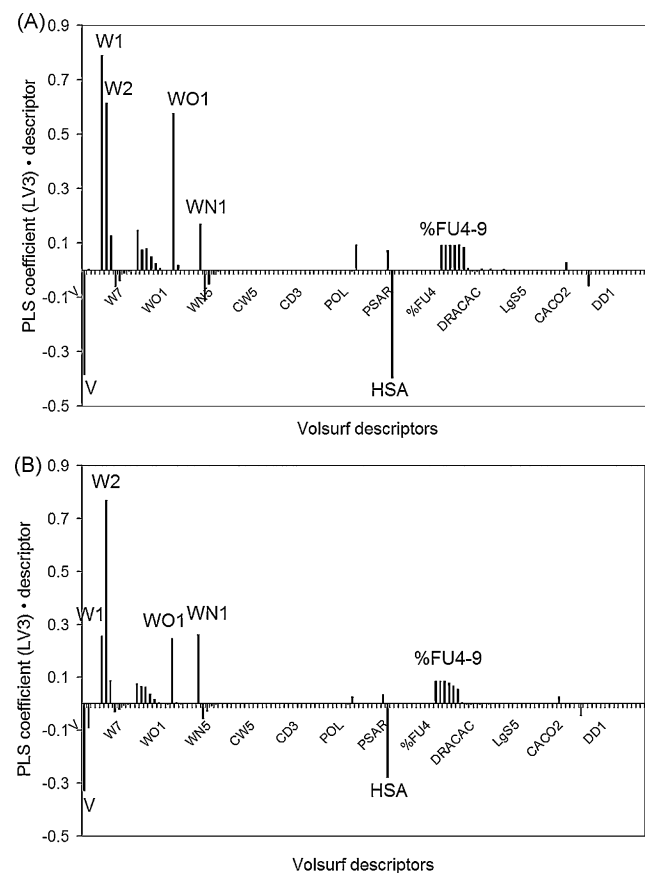 (A)
0.9
0.7
0.5
0.3
0.1
-0.1
-0.3
-0.5
PLS coefficient (LV3) • descriptor
W1
W2
WO1
WN1
%FU4-9
V
HSA
V W7 WO1 WN5 CW5 CD3 POL PSAR %FU4 DRACAC LgS5 CACO2 DD1
Volsurf descriptors
(B)
0.9
0.7
0.5
0.3
0.1
-0.1
-0.3
-0.5
PLS coefficient (LV3) • descriptor
W2
W1
WO1
WN1
%FU4-9
V
HSA
V W7 WO1 WN5 CW5 CD3 POL PSAR %FU4 DRACAC LgS5 CACO2 DD1
Volsurf descriptors